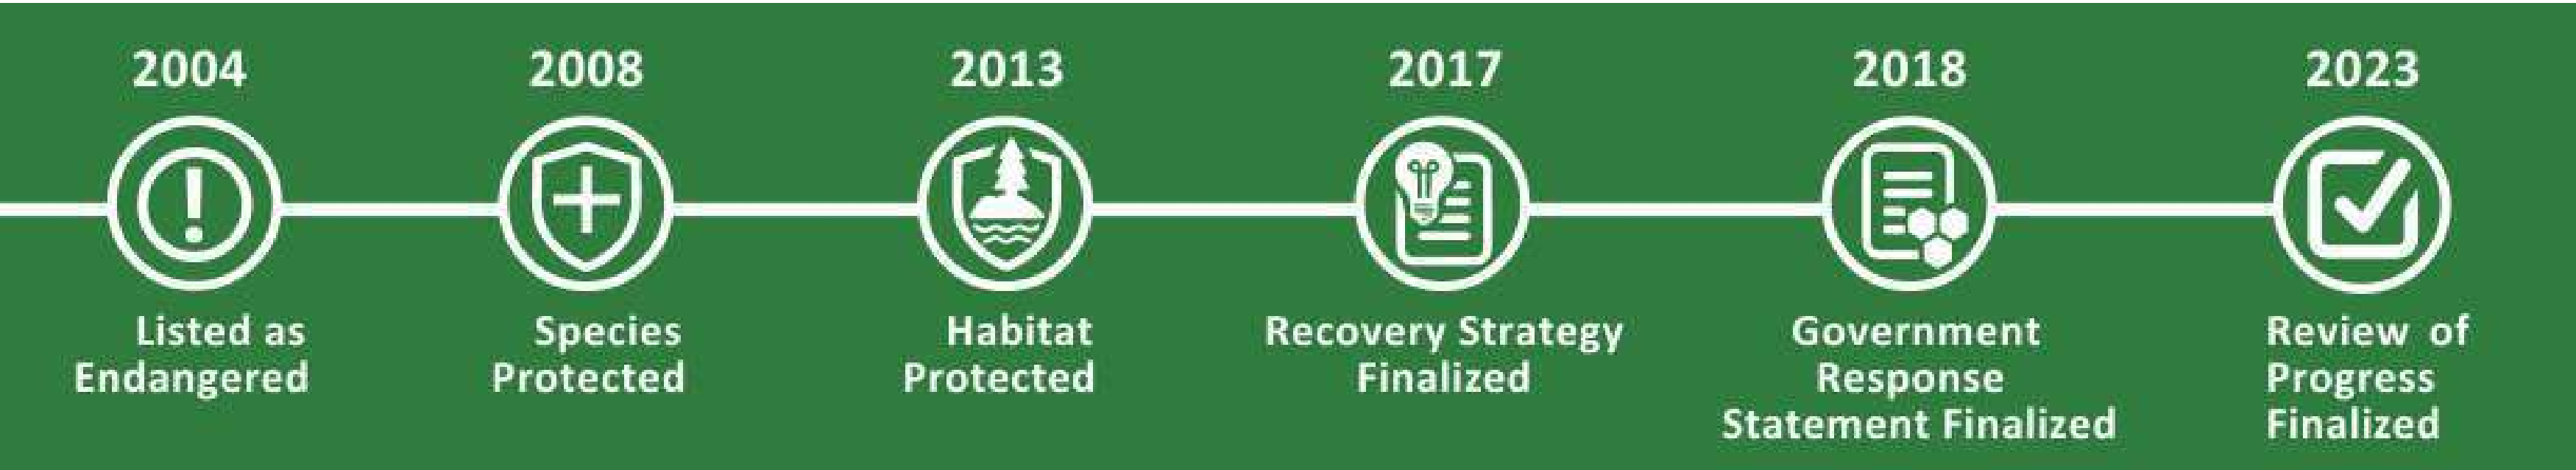 2004
Listed as
Endangered
2008
Species
Protected
2013
Habitat
Protected
2017
Recovery Strategy
Finalized
2018
Government
Response
Statement Finalized
2023
Review of
Progress
Finalized